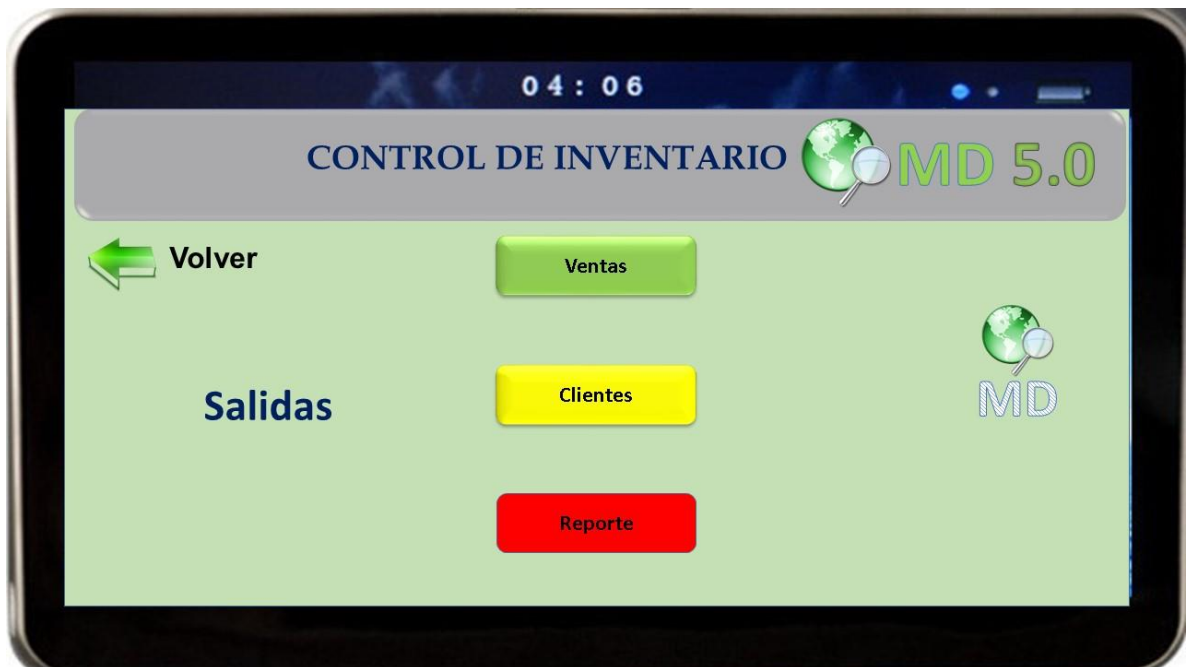 04:06
CONTROL DE INVENTARIO MD 5.0
Volver
Ventas
Salidas
Clientes
MD
Reporte